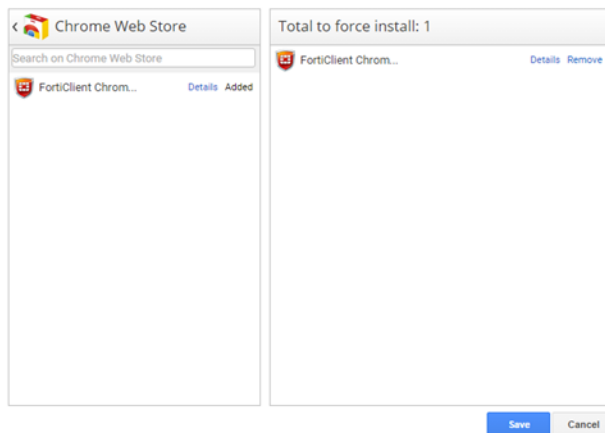 Chrome Web Store
Search on Chrome Web Store
FortiClient Chrom... Details Added
Total to force install: 1
FortiClient Chrom... Details Remove
Save Cancel